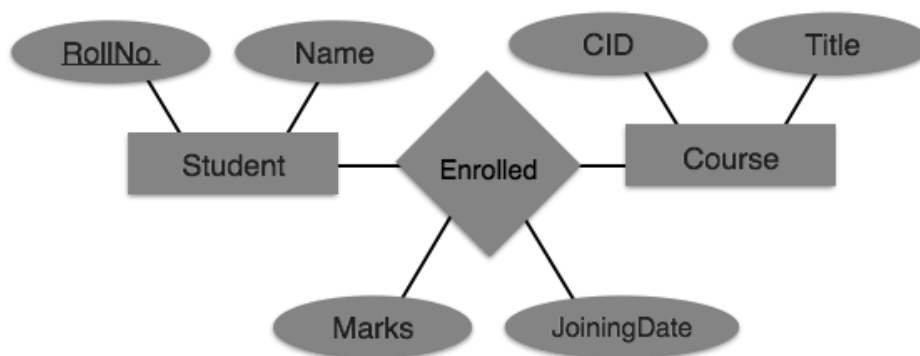 RollNo.
Name
CID
Title
Student
Enrolled
Course
Marks
JoiningDate